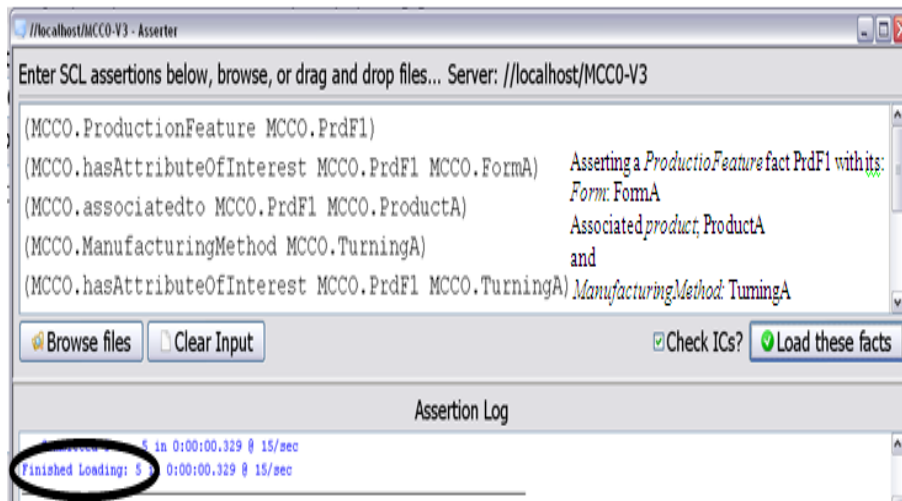 //localhost/MCC0-V3 - Asserter
Enter SCL assertions below, browse, or drag and drop files... Server: //localhost/MCC0-V3
(MCCO.ProductionFeature MCCO.PrdF1)
(MCCO.hasAttributeOfInterest MCCO.PrdF1 MCCO.FormA)
(MCCO.associatedto MCCO.PrdF1 MCCO.ProductA)
(MCCO.ManufacturingMethod MCCO.TurningA)
(MCCO.hasAttributeOfInterest MCCO.PrdF1 MCCO.TurningA)
Asserting a ProductioFeature fact PrdF1 with its:
Form: FormA
Associated product, ProductA
and
ManufacturingMethod: TurningA
Browse files
Clear Input
Check ICs?
Load these facts
Assertion Log
5 in 0:00:00.329 @ 15/sec
Finished Loading: 5 in 0:00:00.329 @ 15/sec